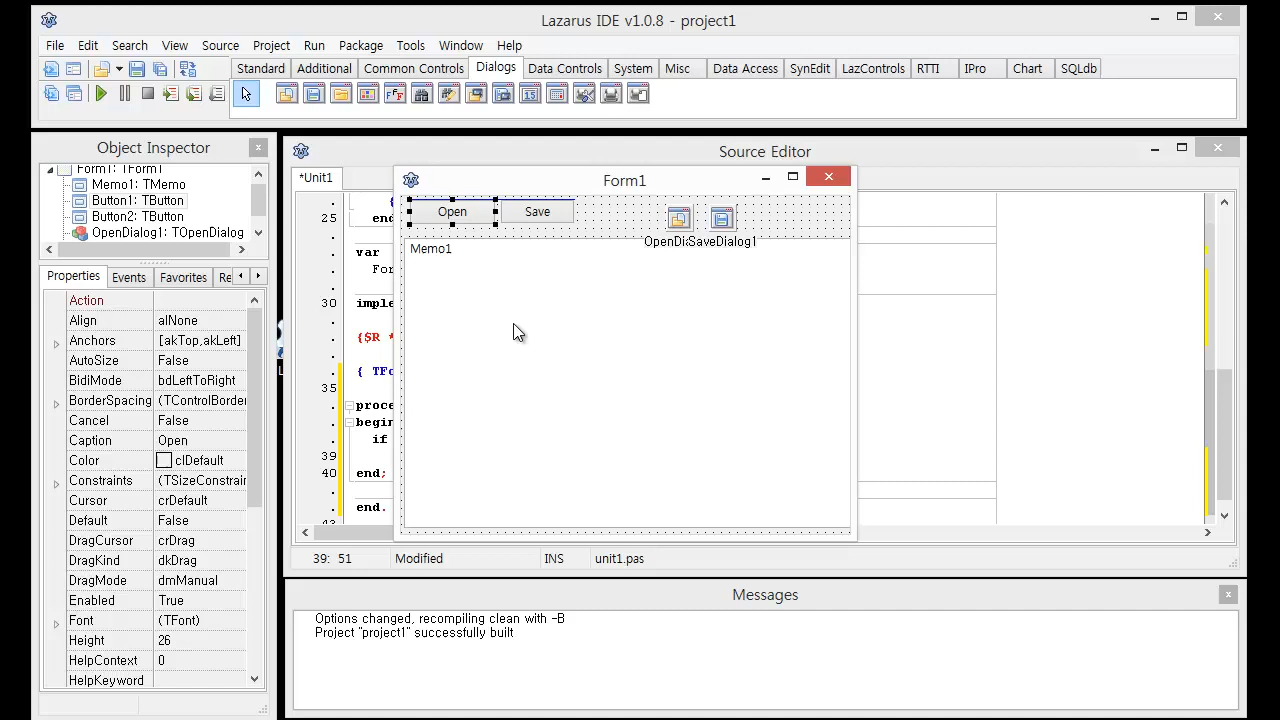 Lazarus IDE v1.0.8 - project1
File Edit Search View Source Project Run Package Tools Window Help
Standard Additional Common Controls Dialogs Data Controls System Misc Data Access SynEdit LazControls RTTI IPro Chart SQLdb
Object Inspector
Form1: TForm1
Memo1: TMemo
Button1: TButton
Button2: TButton
OpenDialog1: TOpenDialog
Properties Events Favorites Re
Action
Align alNone
Anchors [akTop,akLeft]
AutoSize False
BidiMode bdLeftToRight
BorderSpacing (TControlBorder
Cancel False
Caption Open
Color clDefault
Constraints (TSizeConstrain
Cursor crDefault
Default False
DragCursor crDrag
DragKind dkDrag
DragMode dmManual
Enabled True
Font (TFont)
Height 26
HelpContext 0
HelpKeyword
Source Editor
*Unit1
{
25 end;
var
For
30 imple
{$R *
{ TFo
35
proce
begin
if
39
40 end;
end.
39: 51 Modified INS unit1.pas
Form1
Open Save
OpenDi:SaveDialog1
Memo1
Messages
Options changed, recompiling clean with -B
Project "project1" successfully built